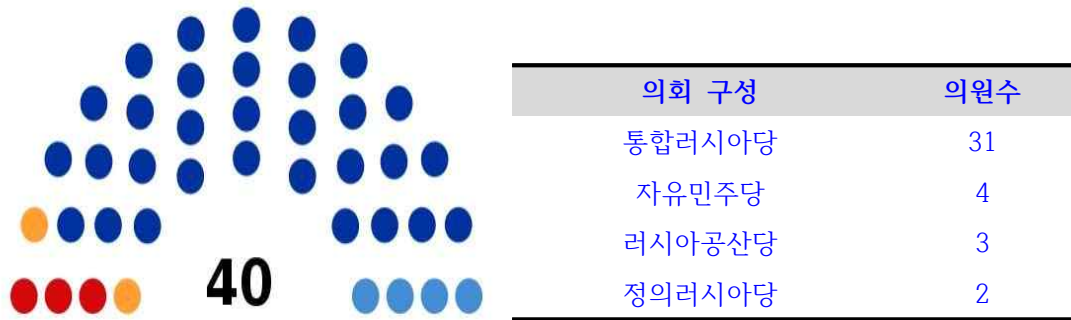 40
의회 구성 의원수
통합러시아당 31
자유민주당 4
러시아공산당 3
정의러시아당 2